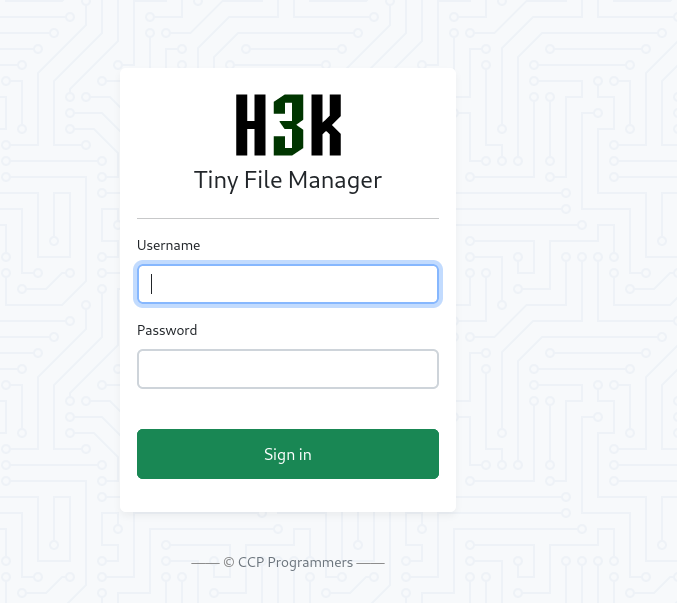 H3K
Tiny File Manager
Username
Password
Sign in
—— © CCP Programmers ——